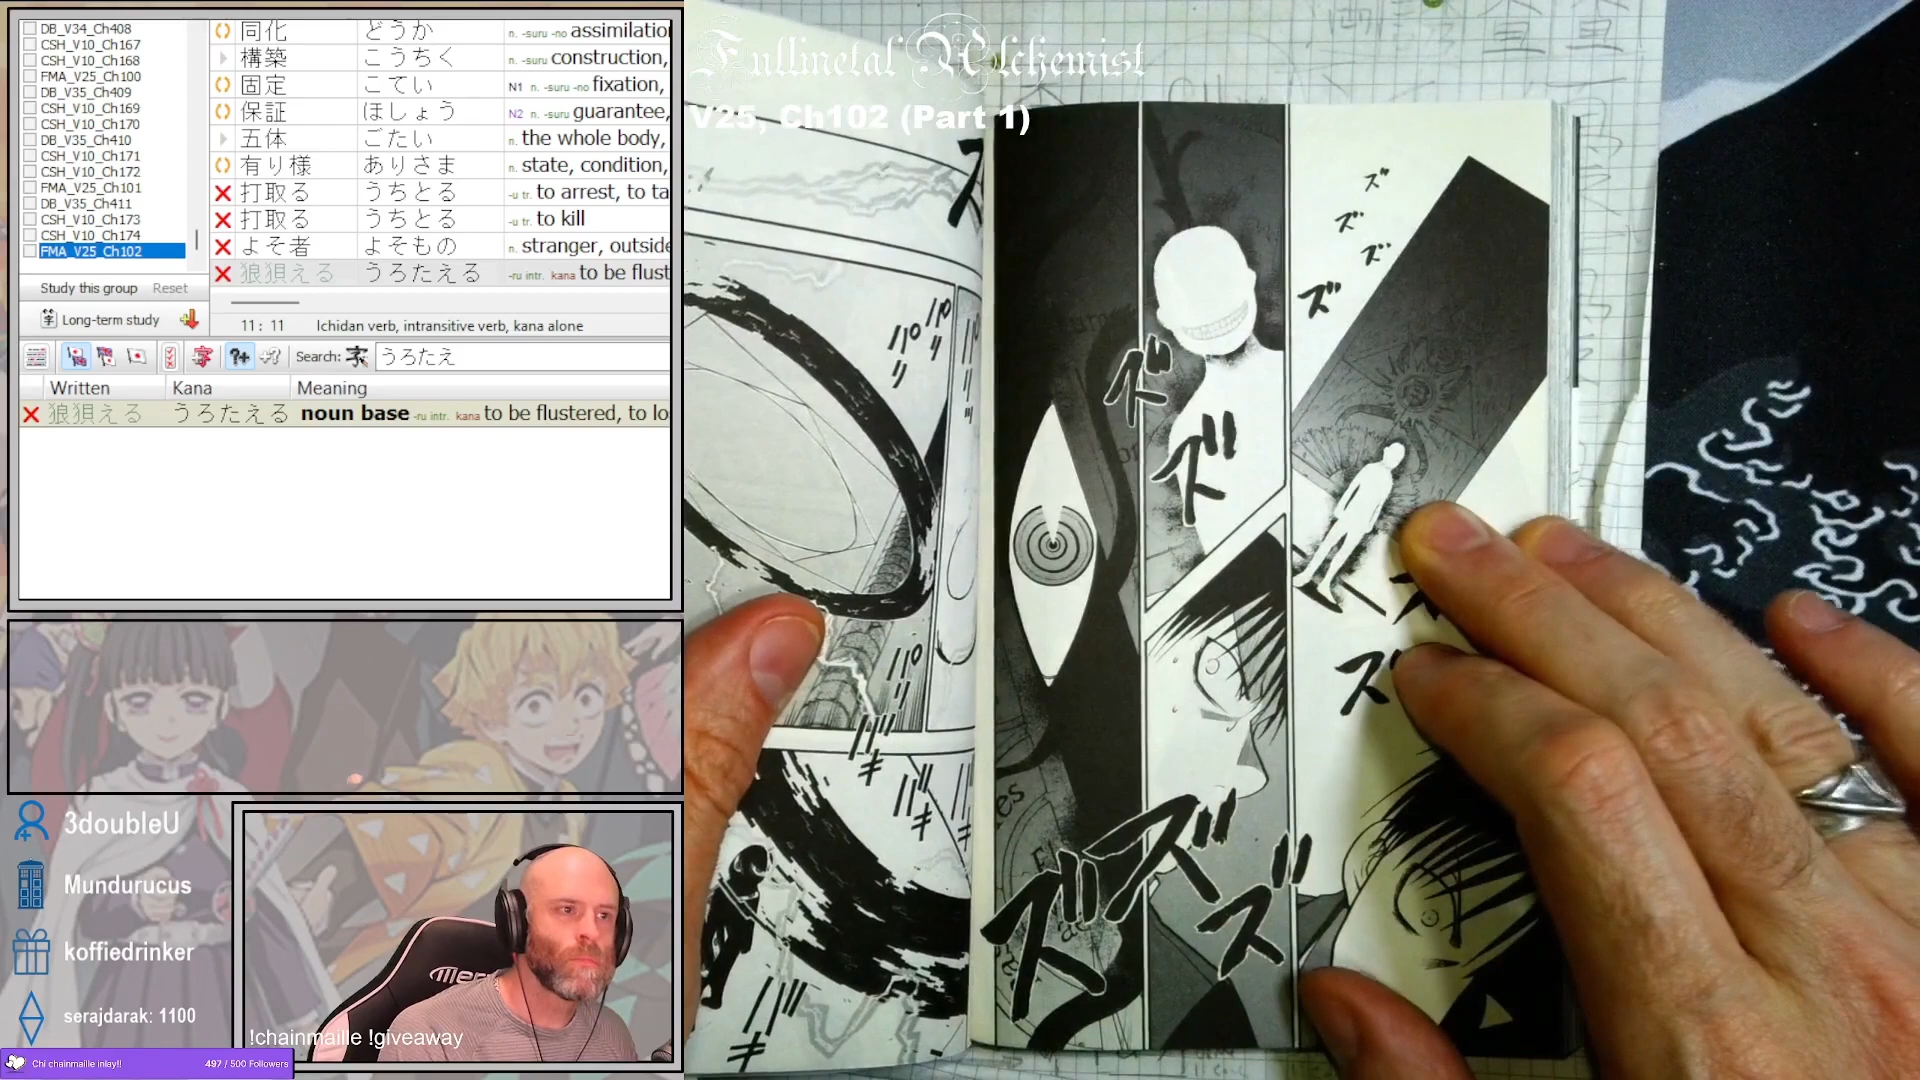 DB_V34_Ch408
CSH_V10_Ch167
CSH_V10_Ch168
FMA_V25_Ch100
DB_V35_Ch409
CSH_V10_Ch169
CSH_V10_Ch170
DB_V35_Ch410
CSH_V10_Ch171
CSH_V10_Ch172
FMA_V25_Ch101
DB_V35_Ch411
CSH_V10_Ch173
CSH_V10_Ch174
FMA_V25_Ch102
Study this group Reset
Long-term study
同化 どうか n. -suru -no assimilatio
構築 こうちく n. -suru construction,
固定 こてい N1 n. -suru -no fixation,
保証 ほしょう N2 n. -suru guarantee,
五体 ごたい n. the whole body,
有り様 ありさま n. state, condition,
打取る うちとる -u tr. to arrest, to ta
打取る うちとる -u tr. to kill
よそ者 よそもの n. stranger, outside
狼狽える うろたえる -ru intr. kana to be flust
11: 11 Ichidan verb, intransitive verb, kana alone
Search: うろたえ
Written Kana Meaning
狼狽える うろたえる noun base -ru intr. kana to be flustered, to lo
3doubleU
Mundurucus
koffiedrinker
serajdarak: 1100
Chi chainmaille inlay!! 497 / 500 Followers
!chainmaille !giveaway
Fullmetal Alchemist
V25, Ch102 (Part 1)
ズ
ズ
ズ
ズ
ズ
ズ
ズ
ズ
ズ
ズ
パリ
パリ
パリ